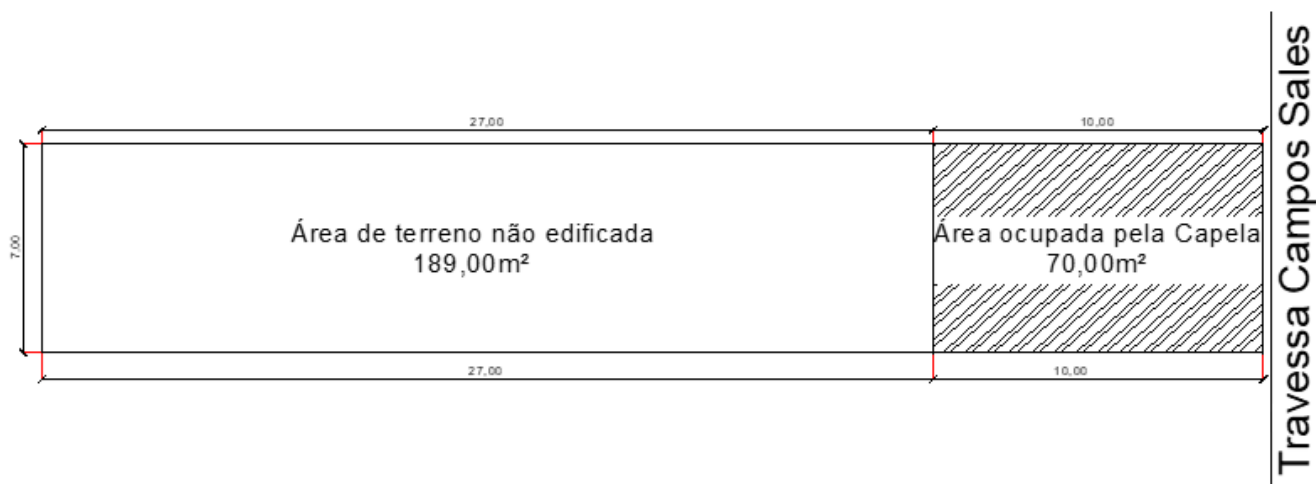 27,00
10,00
7,00
Área de terreno não edificada
189,00m²
Área ocupada pela Capela
70,00m²
27,00
10,00
Travessa Campos Sales